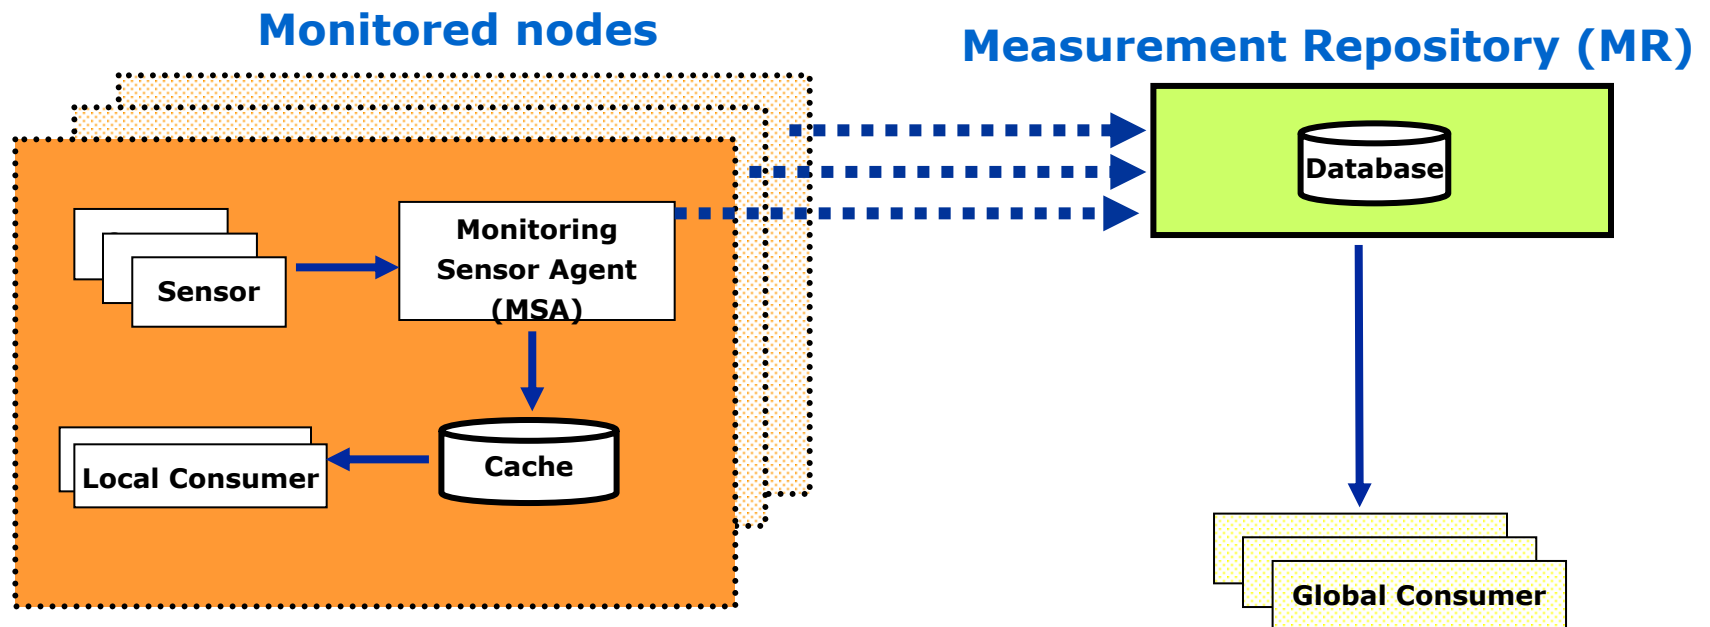 Monitored nodes
Measurement Repository (MR)
Database
Monitoring
Sensor Agent
(MSA)
Sensor
Cache
Local Consumer
Global Consumer